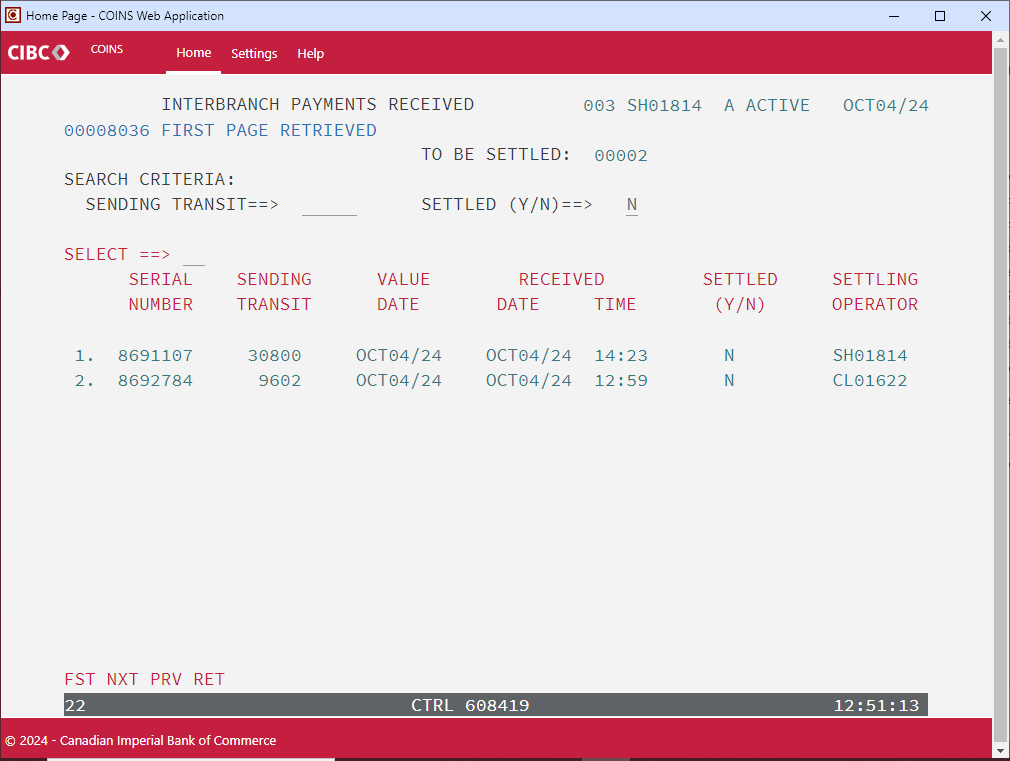 Home Page - COINS Web Application
CIBC COINS Home Settings Help
INTERBRANCH PAYMENTS RECEIVED 003 SH01814 A ACTIVE OCT04/24
00008036 FIRST PAGE RETRIEVED
TO BE SETTLED: 00002
SEARCH CRITERIA:
SENDING TRANSIT==> _____ SETTLED (Y/N)==> N
SELECT ==> __
SERIAL SENDING VALUE RECEIVED SETTLED SETTLING
NUMBER TRANSIT DATE DATE TIME (Y/N) OPERATOR
1. 8691107 30800 OCT04/24 OCT04/24 14:23 N SH01814
2. 8692784 9602 OCT04/24 OCT04/24 12:59 N CL01622
FST NXT PRV RET
22 CTRL 608419 12:51:13
© 2024 - Canadian Imperial Bank of Commerce